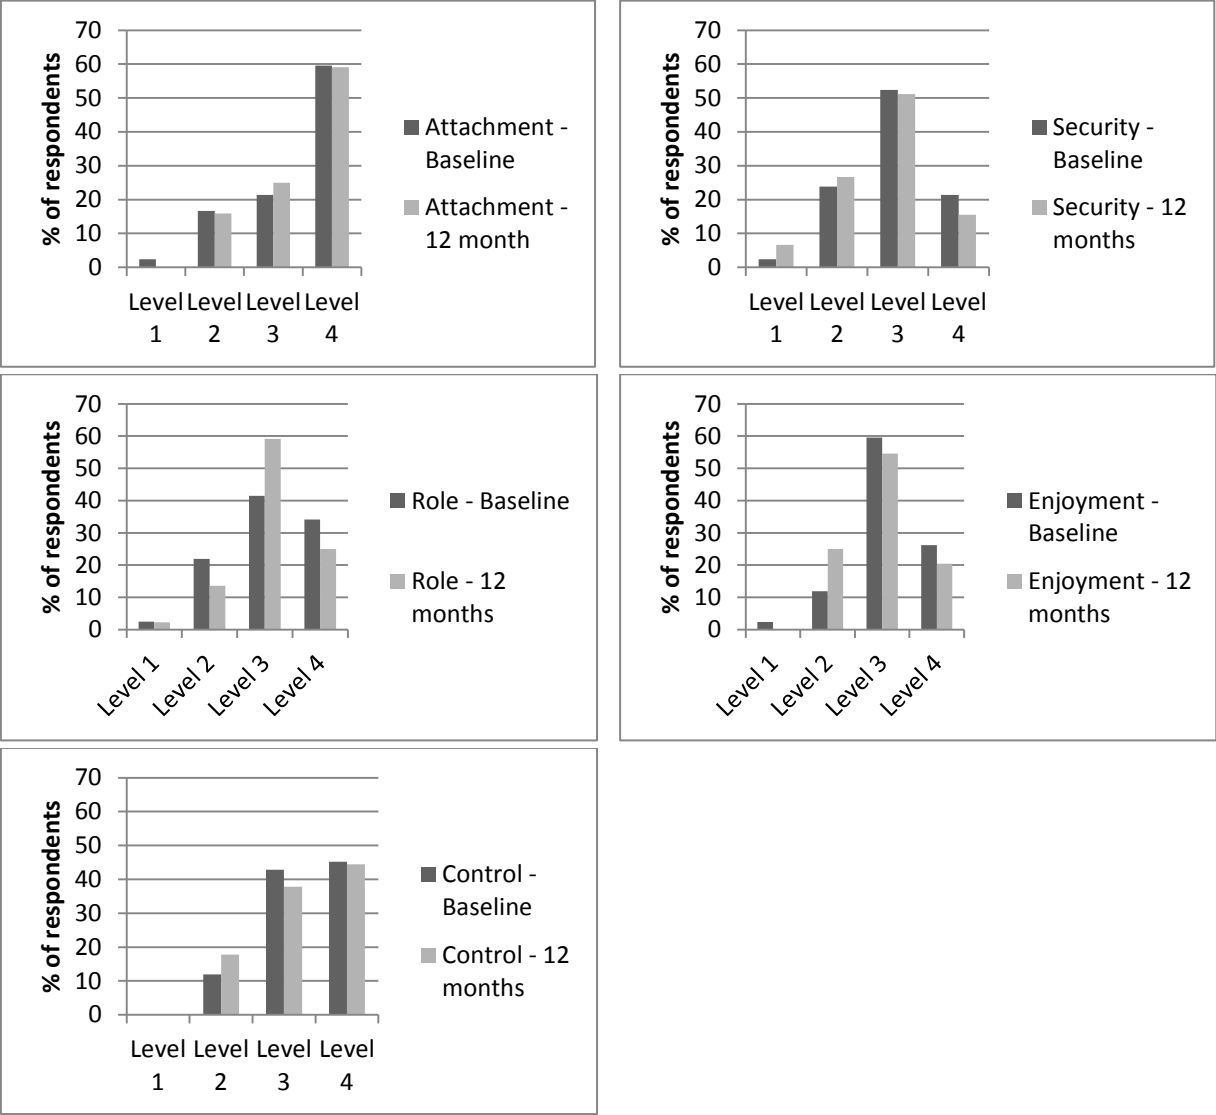 % of respondents
70
60
50
40
30
20
10
0
Level Level Level Level
1 2 3 4
Attachment -
Baseline
Attachment -
12 month
% of respondents
70
60
50
40
30
20
10
0
Level Level Level Level
1 2 3 4
Security -
Baseline
Security - 12
months
% of respondents
70
60
50
40
30
20
10
0
Level 1
Level 2
Level 3
Level 4
Role - Baseline
Role - 12
months
% of respondents
70
60
50
40
30
20
10
0
Level 1
Level 2
Level 3
Level 4
Enjoyment -
Baseline
Enjoyment - 12
months
% of respondents
70
60
50
40
30
20
10
0
Level Level Level Level
1 2 3 4
Control -
Baseline
Control - 12
months